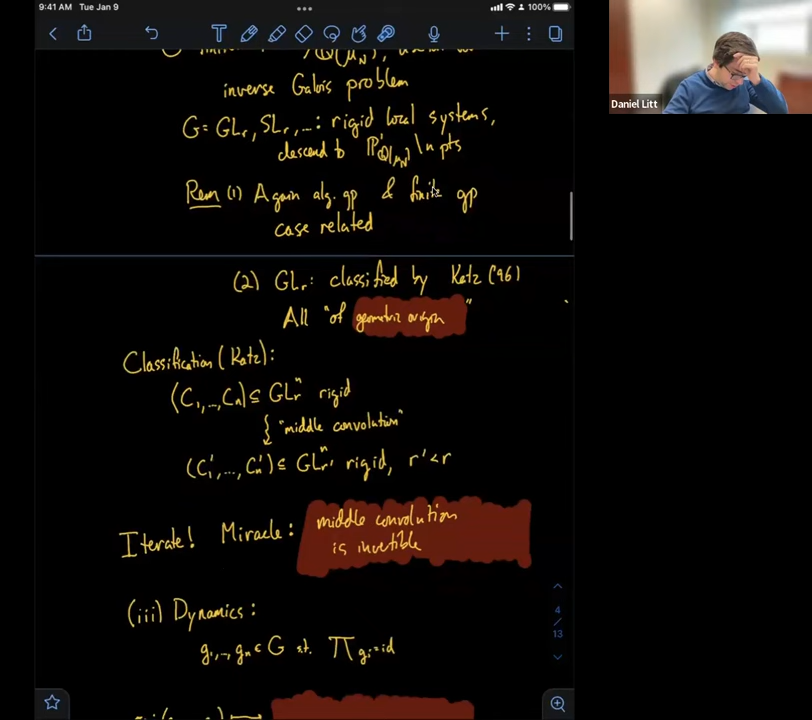 9:41 AM Tue Jan 9
100%
Daniel Litt
inverse Galois problem
G = GLr, SLr, ... : rigid local systems,
descend to P¹Q(μN) \ n pts
Rem (1) Again alg. gp & finite gp
case related
(2) GLr: classified by Katz ('96)
All "of geometric origin"
Classification (Katz):
(C1, ..., Cn) ⊆ GLrⁿ rigid
"middle convolution"
(C1', ..., Cn') ⊆ GLr'ⁿ rigid, r' < r
Iterate! Miracle: middle convolution
is invertible
(iii) Dynamics:
g1, ..., gn ∈ G s.t. ∏ gi = id
4
/
13